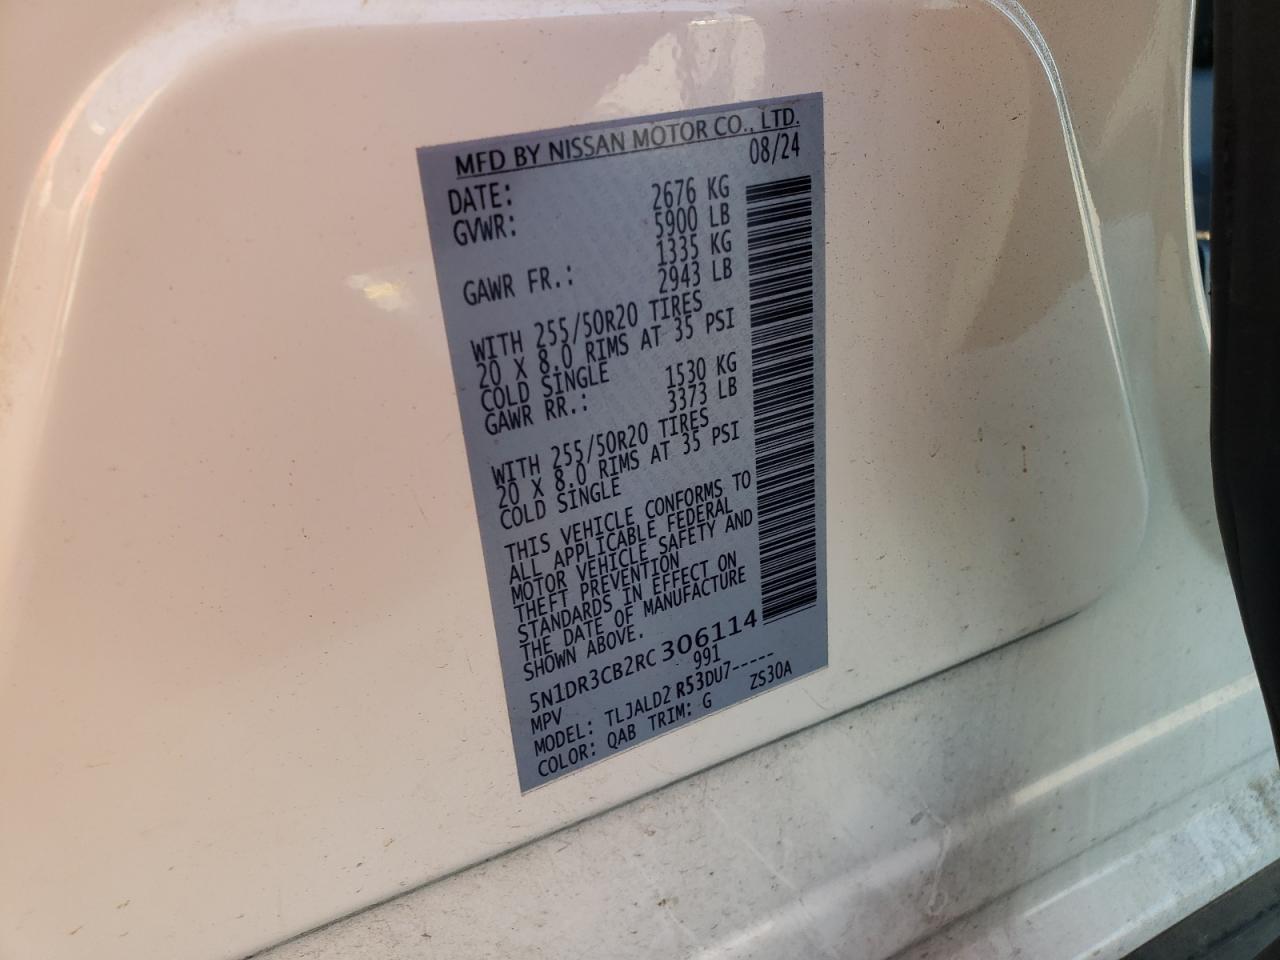 MFD BY NISSAN MOTOR CO., LTD.
DATE: 08/24
GVWR: 2676 KG
5900 LB
GAWR FR.: 1335 KG
2943 LB
WITH 255/50R20 TIRES
20 X 8.0 RIMS AT 35 PSI
COLD SINGLE
GAWR RR.: 1530 KG
3373 LB
WITH 255/50R20 TIRES
20 X 8.0 RIMS AT 35 PSI
COLD SINGLE
THIS VEHICLE CONFORMS TO
ALL APPLICABLE FEDERAL
MOTOR VEHICLE SAFETY AND
THEFT PREVENTION
STANDARDS IN EFFECT ON
THE DATE OF MANUFACTURE
SHOWN ABOVE.
5N1DR3CB2RC306114
MPV 991
MODEL: TLJALD2 R53DU7-----
COLOR: QAB TRIM: G ZS30A